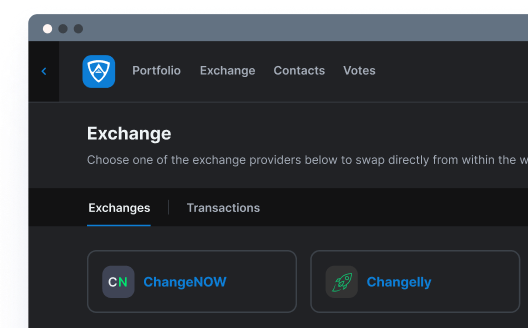 Portfolio Exchange Contacts Votes
Exchange
Choose one of the exchange providers below to swap directly from within the w
Exchanges Transactions
CN ChangeNOW Changelly